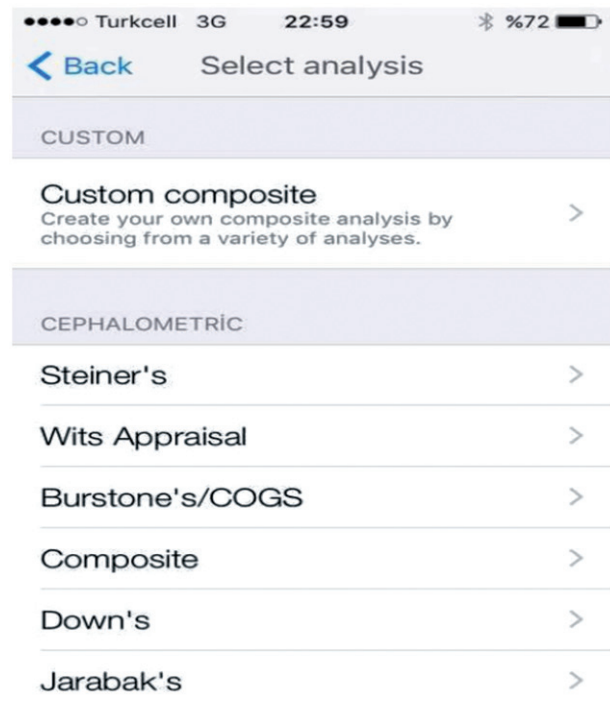 Turkcell 3G 22:59 %72
Back Select analysis
CUSTOM
Custom composite
Create your own composite analysis by
choosing from a variety of analyses.
CEPHALOMETRİC
Steiner's
Wits Appraisal
Burstone's/COGS
Composite
Down's
Jarabak's